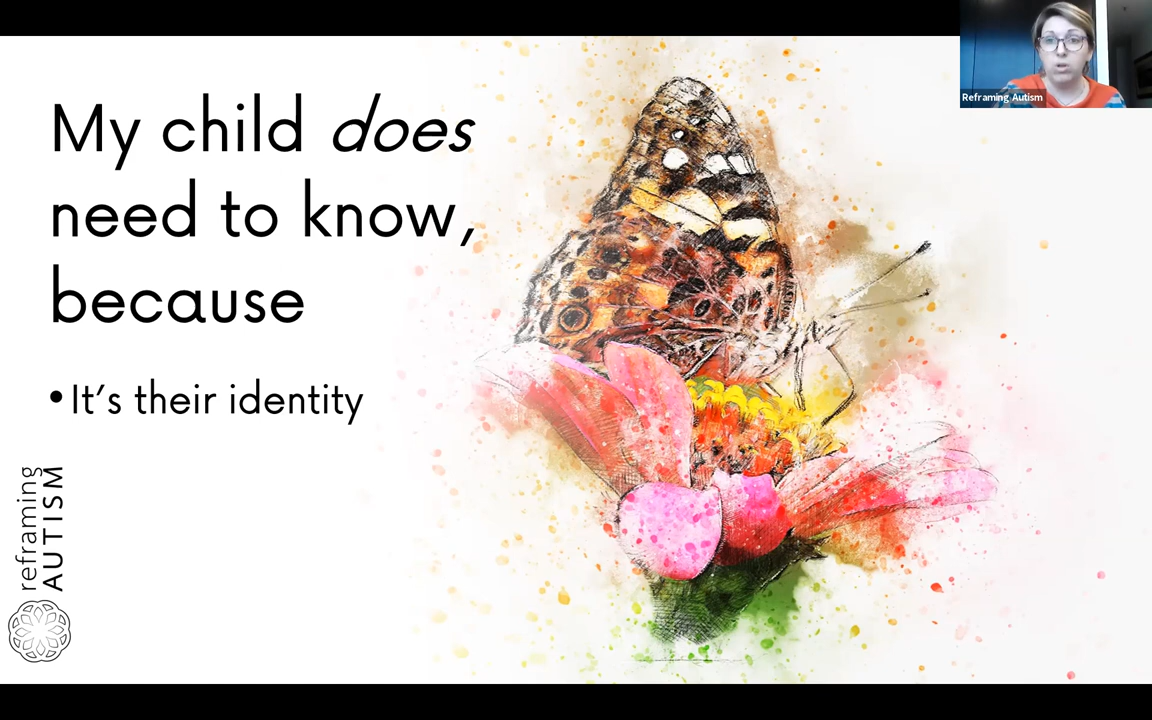 My child does
need to know,
because
•It's their identity
reframing
AUTISM
Reframing Autism